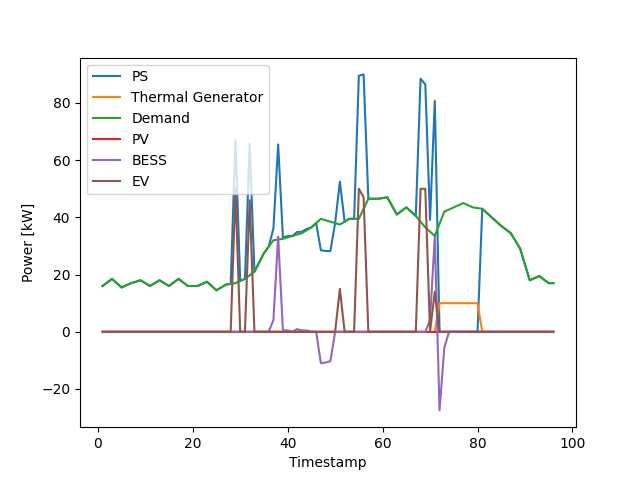 PS
Thermal Generator
Demand
PV
BESS
EV
Power [kW]
80
60
40
20
0
−20
0 20 40 60 80 100
Timestamp